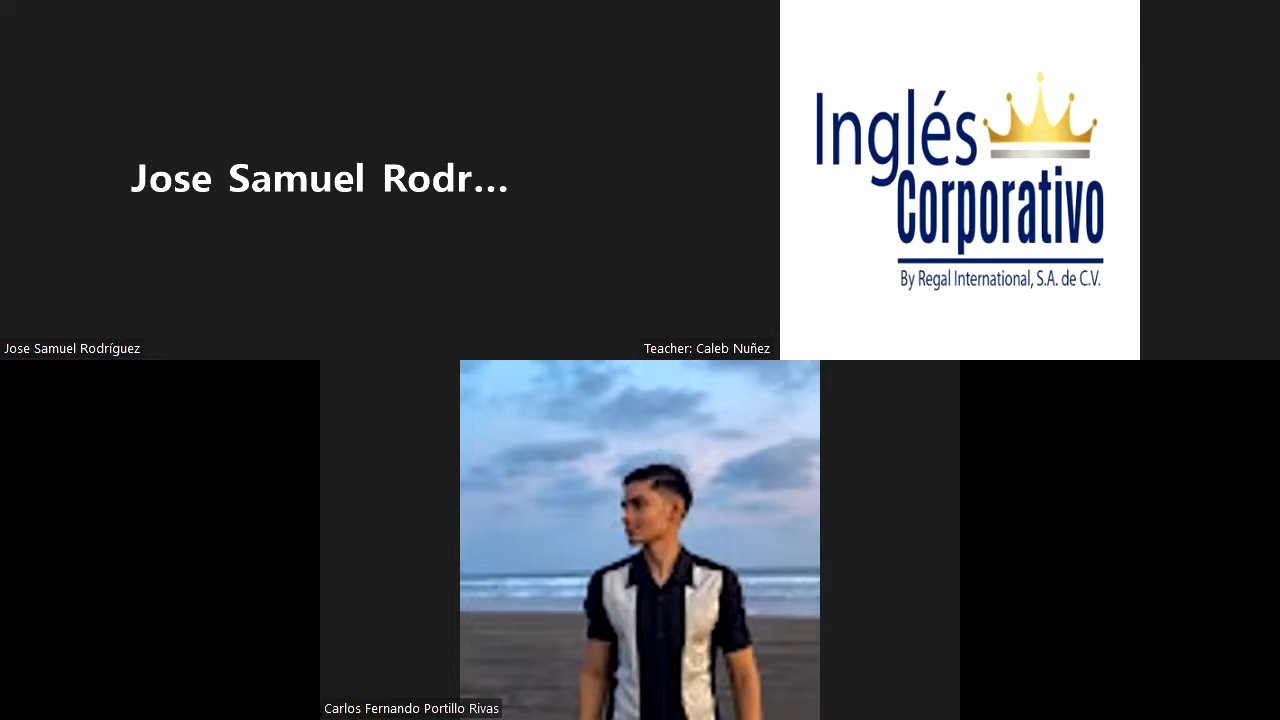 Jose Samuel Rodr...
Inglés
Corporativo
By Regal International, S.A. de C.V.
Jose Samuel Rodríguez
Teacher: Caleb Nuñez
Carlos Fernando Portillo Rivas